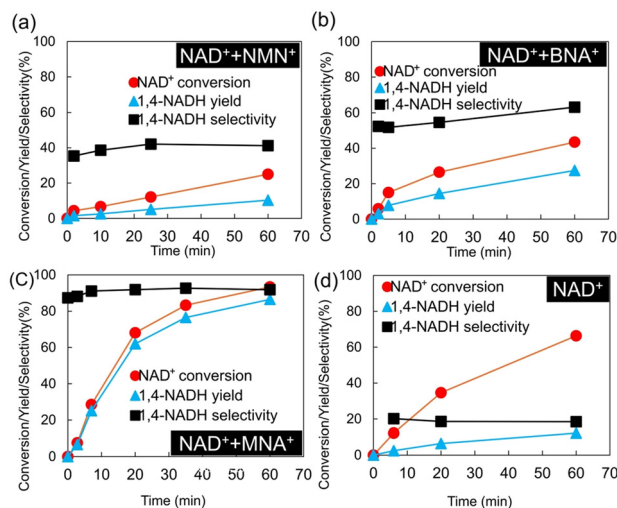 (a)
NAD⁺+NMN⁺
Conversion/Yield/Selectivity(%)
100
80
60
40
20
0
NAD⁺ conversion
1,4-NADH yield
1,4-NADH selectivity
0 10 20 30 40 50 60 70
Time (min)
(b)
NAD⁺+BNA⁺
Conversion/Yield/Selectivity(%)
100
80
60
40
20
0
NAD⁺ conversion
1,4-NADH yield
1,4-NADH selectivity
0 10 20 30 40 50 60 70
Time (min)
(C)
Conversion/Yield/Selectivity(%)
100
80
60
40
20
0
NAD⁺ conversion
1,4-NADH yield
1,4-NADH selectivity
NAD⁺+MNA⁺
0 10 20 30 40 50 60 70
Time (min)
(d)
NAD⁺
Conversion/Yield/Selectivity(%)
100
80
60
40
20
0
NAD⁺ conversion
1,4-NADH yield
1,4-NADH selectivity
0 20 40 60
Time (min)